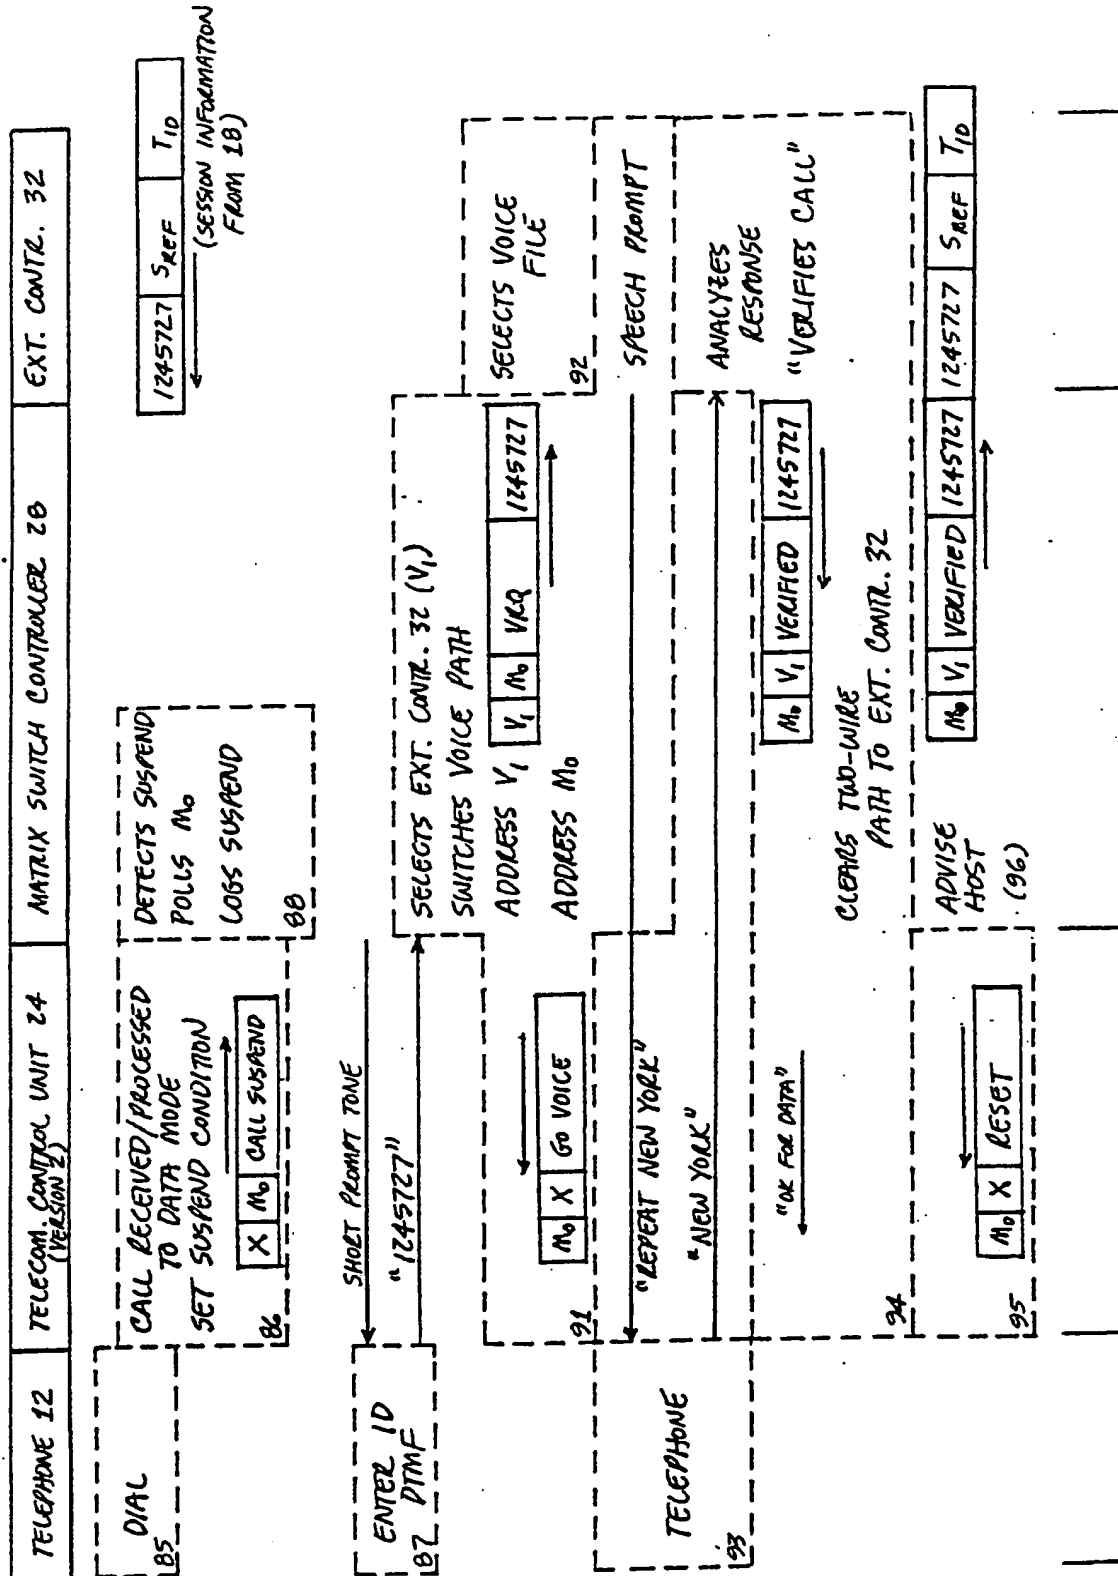 TELEPHONE 12
TELECOM. CONTROL UNIT 24
(VERSION 2)
MATRIX SWITCH CONTROLLER 28
EXT. CONTR. 32
DIAL
85
CALL RECEIVED/PROCESSED
TO DATA MODE
SET SUSPEND CONDITION
X M₀ CALL SUSPEND
86
DETECTS SUSPEND
POLLS M₀
LOGS SUSPEND
88
1245727 S_REF T_ID
(SESSION INFORMATION
FROM 18)
SHORT PROMPT TONE
ENTER ID
DTMF
87
"1245727"
SELECTS EXT. CONTR. 32 (V₁)
SWITCHES VOICE PATH
ADDRESS V₁
V₁ M₀ VRQ 1245727
ADDRESS M₀
M₀ X GO VOICE
91
SELECTS VOICE
FILE
92
SPEECH PROMPT
"REPEAT NEW YORK"
TELEPHONE
93
"NEW YORK"
ANALYZES
RESPONSE
"VERIFIES CALL"
M₀ V₁ VERIFIED 1245727
"OK FOR DATA"
CLEARS TWO-WIRE
PATH TO EXT. CONTR. 32
94
ADVISE
HOST
(96)
M₀ V₁ VERIFIED 1245727 1245727 S_REF T_ID
M₀ X RESET
95